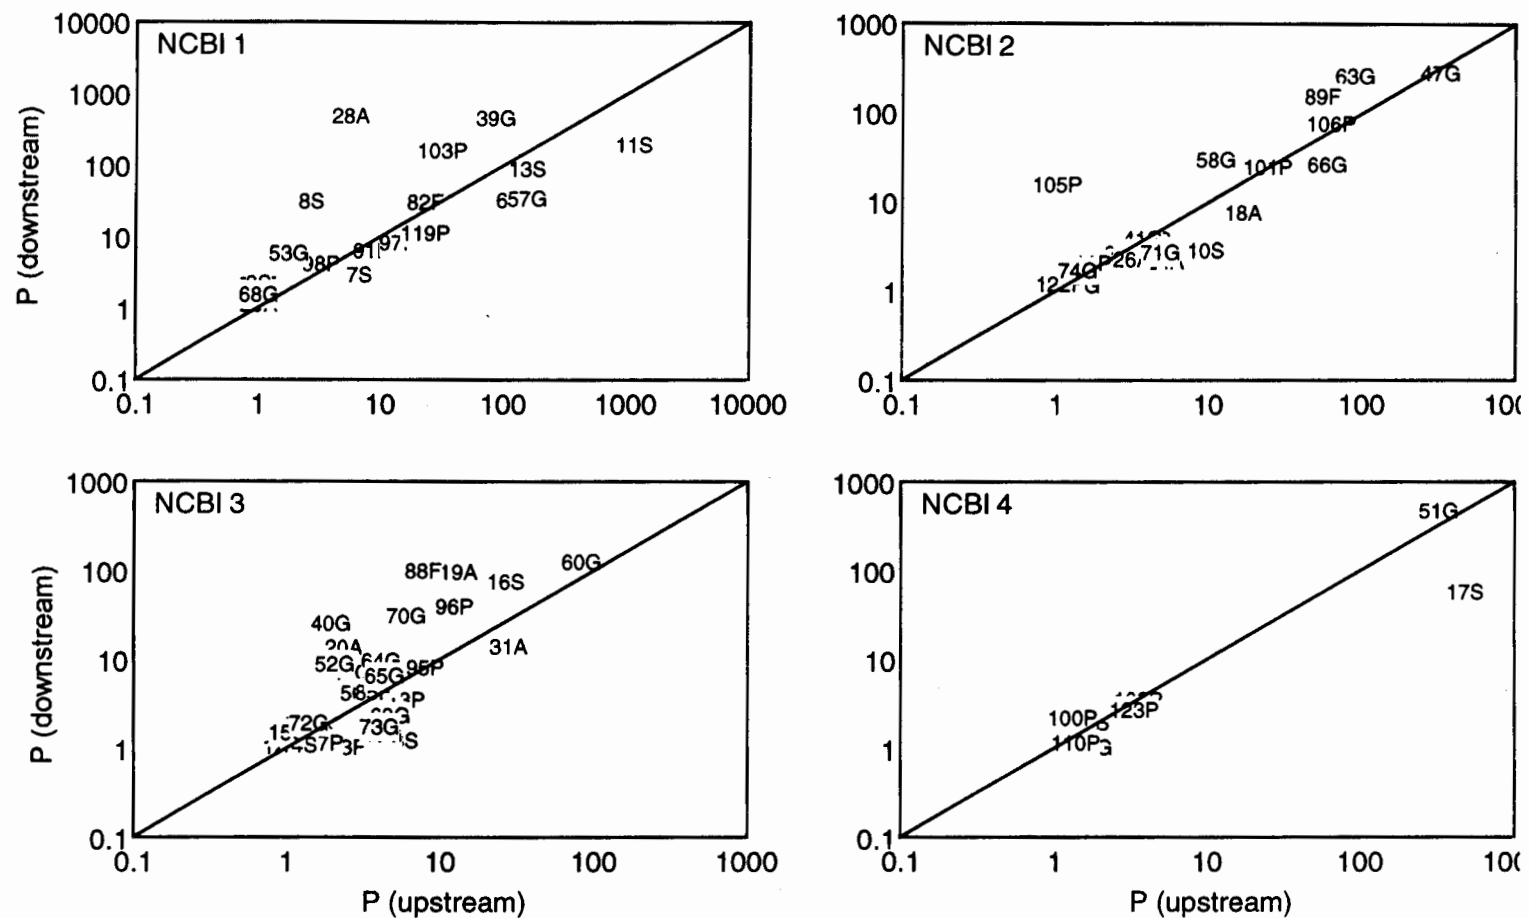 NCBI 1
P (downstream)
10000
1000
100
10
1
0.1
0.1 1 10 100 1000 10000
28A
39G
103P
11S
13S
8S
82F
657G
119P
53G
7S
68G
NCBI 2
1000
100
10
1
0.1
0.1 1 10 100
63G
47G
89F
106P
58G
101P
66G
105P
18A
71G
10S
74G
NCBI 3
P (downstream)
1000
100
10
1
0.1
0.1 1 10 100 1000
P (upstream)
60G
88F
19A
16S
96P
70G
40G
31A
52G
65G
95P
72G
73G
NCBI 4
1000
100
10
1
0.1
0.1 1 10 100
P (upstream)
51G
17S
123P
100P
110P